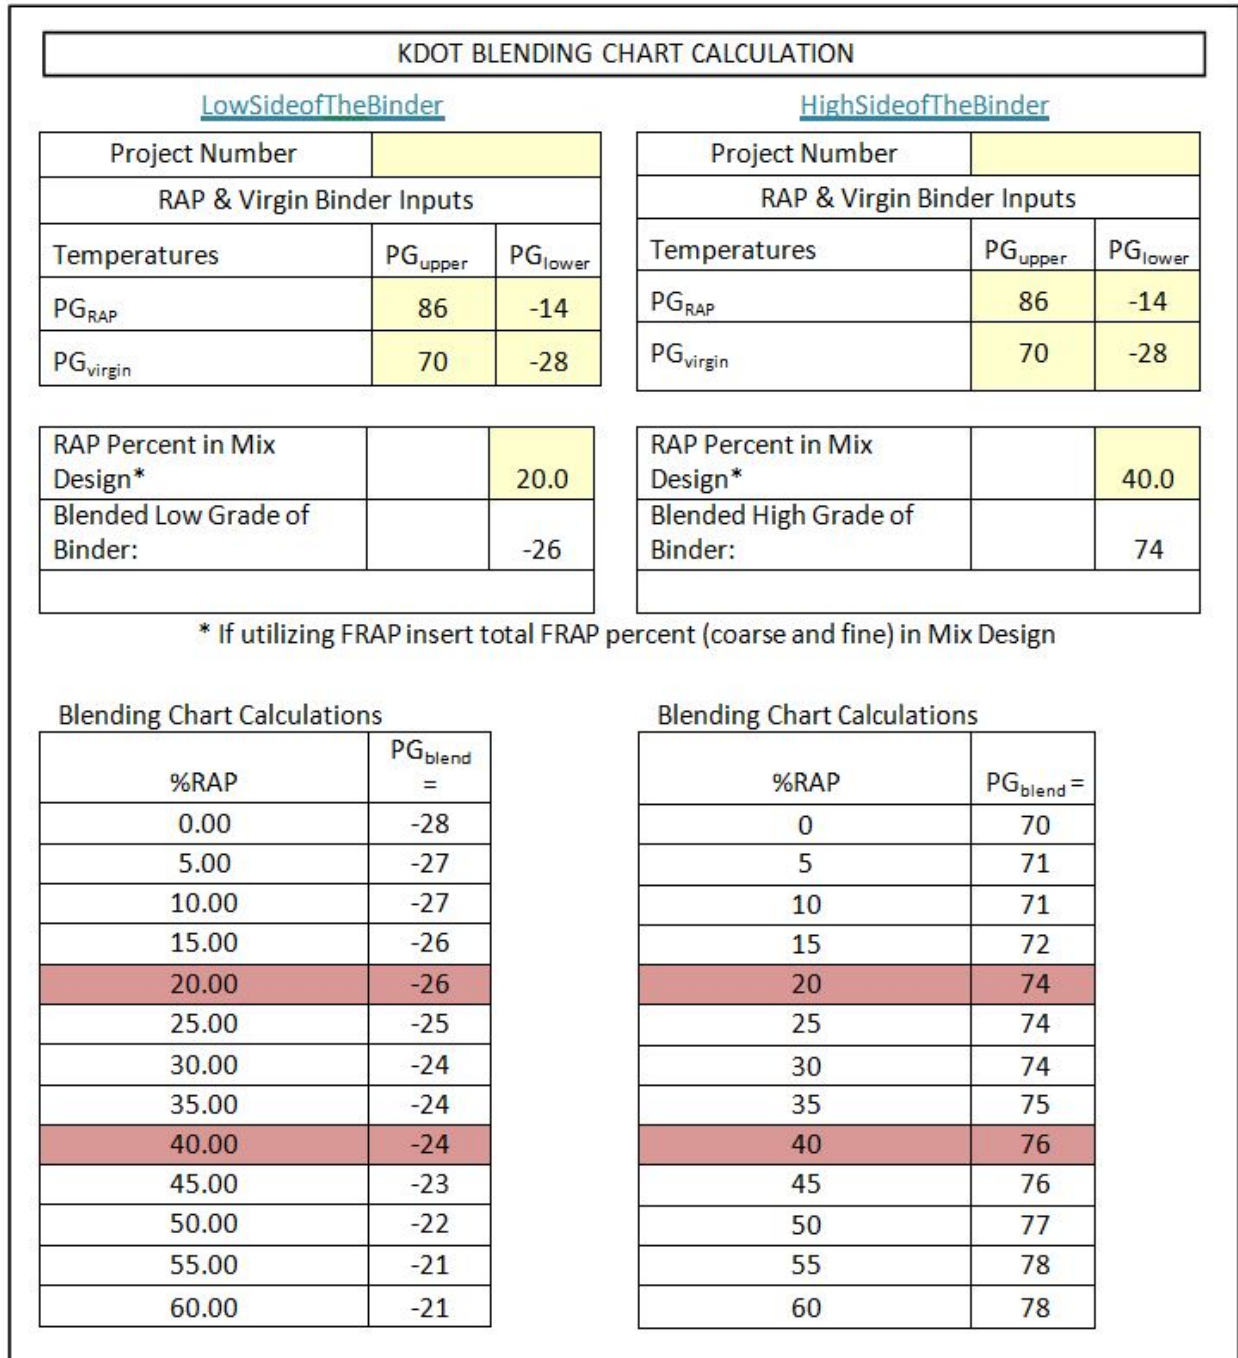 KDOT BLENDING CHART CALCULATION
LowSideofTheBinder
Project Number
RAP & Virgin Binder Inputs
Temperatures PGupper PGlower
PGRAP 86 -14
PGvirgin 70 -28
RAP Percent in Mix
Design* 20.0
Blended Low Grade of
Binder: -26
HighSideofTheBinder
Project Number
RAP & Virgin Binder Inputs
Temperatures PGupper PGlower
PGRAP 86 -14
PGvirgin 70 -28
RAP Percent in Mix
Design* 40.0
Blended High Grade of
Binder: 74
* If utilizing FRAP insert total FRAP percent (coarse and fine) in Mix Design
Blending Chart Calculations
PGblend
%RAP =
0.00 -28
5.00 -27
10.00 -27
15.00 -26
20.00 -26
25.00 -25
30.00 -24
35.00 -24
40.00 -24
45.00 -23
50.00 -22
55.00 -21
60.00 -21
Blending Chart Calculations
%RAP PGblend =
0 70
5 71
10 71
15 72
20 74
25 74
30 74
35 75
40 76
45 76
50 77
55 78
60 78